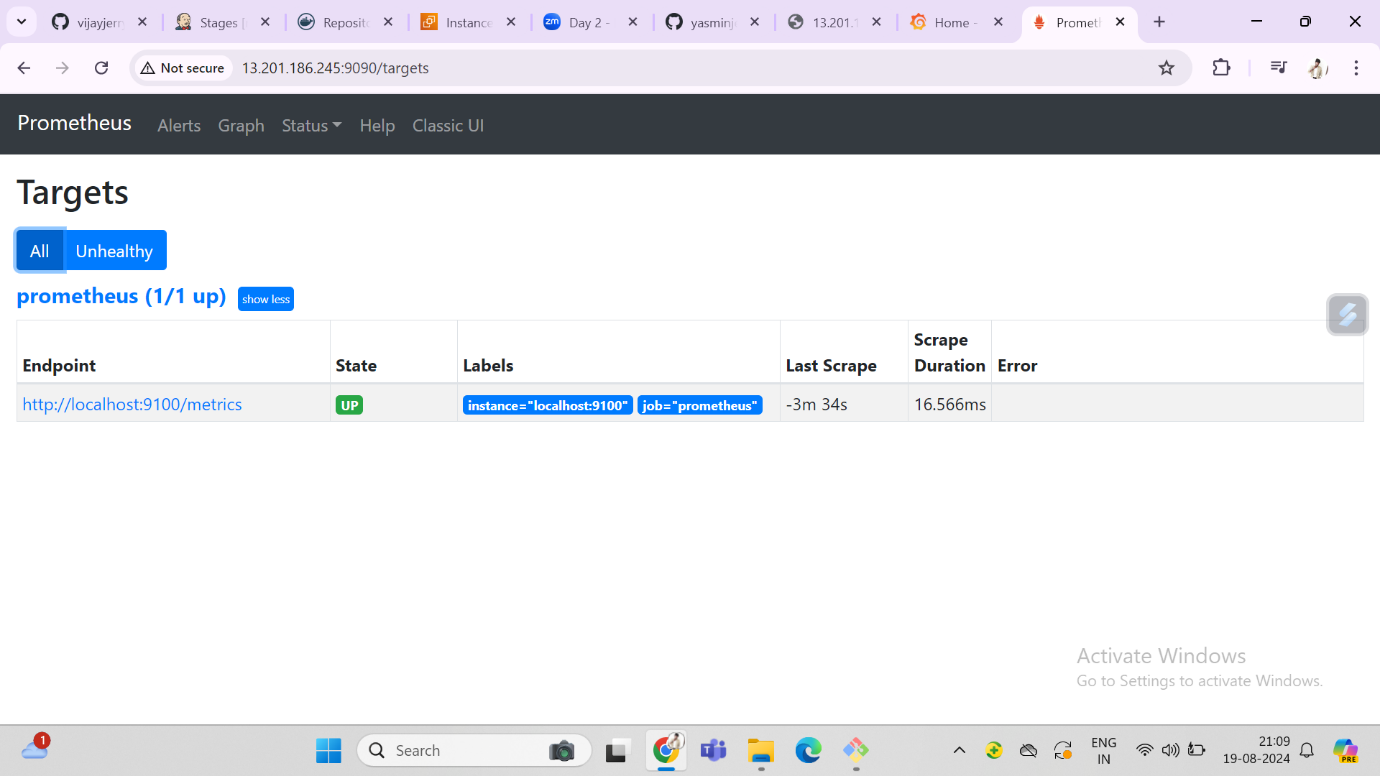 vijayjern
Stages [
Reposito
Instance
zm
Day 2 -
yasminj
13.201.1
Home -
Prometh
Not secure
13.201.186.245:9090/targets
Prometheus Alerts Graph Status Help Classic UI
Targets
All Unhealthy
prometheus (1/1 up) show less
Endpoint State Labels Last Scrape Scrape Duration Error
http://localhost:9100/metrics UP instance="localhost:9100" job="prometheus" -3m 34s 16.566ms
Activate Windows
Go to Settings to activate Windows.
1
Search
ENG
IN
21:09
19-08-2024
PRE